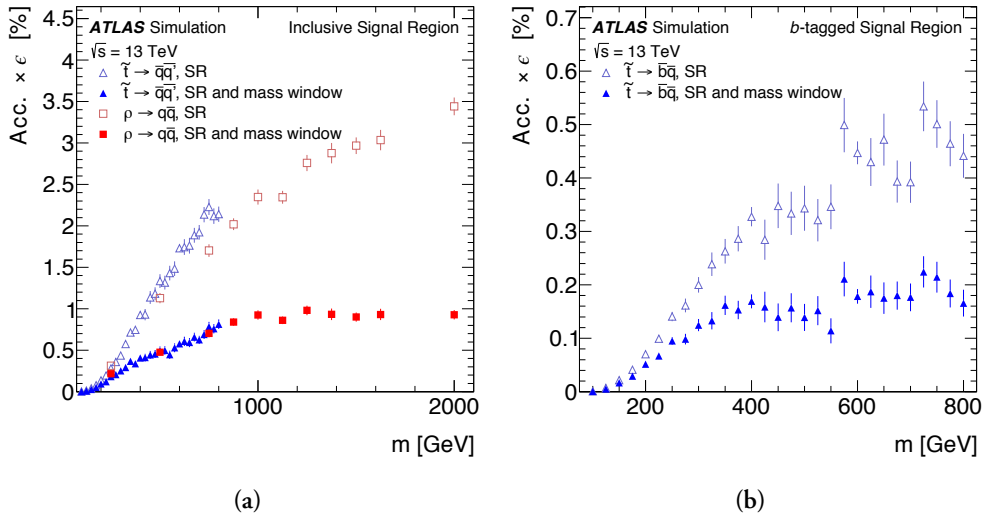 ATLAS Simulation Inclusive Signal Region
√s = 13 TeV
t̃ → q̄q̄', SR
t̃ → q̄q̄', SR and mass window
ρ → qq̄, SR
ρ → qq̄, SR and mass window
Acc. × ϵ [%]
4.5
4
3.5
3
2.5
2
1.5
1
0.5
0
1000 2000
m [GeV]
(a)
ATLAS Simulation b-tagged Signal Region
√s = 13 TeV
t̃ → b̄q̄, SR
t̃ → b̄q̄, SR and mass window
Acc. × ϵ [%]
0.7
0.6
0.5
0.4
0.3
0.2
0.1
0
200 400 600 800
m [GeV]
(b)